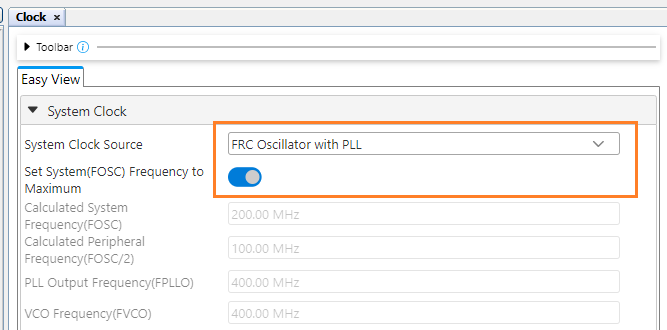 Clock ×
Toolbar
Easy View
System Clock
System Clock Source
FRC Oscillator with PLL
Set System(FOSC) Frequency to
Maximum
Calculated System
Frequency(FOSC)
200.00 MHz
Calculated Peripheral
Frequency(FOSC/2)
100.00 MHz
PLL Output Frequency(FPLLO)
400.00 MHz
VCO Frequency(FVCO)
400.00 MHz